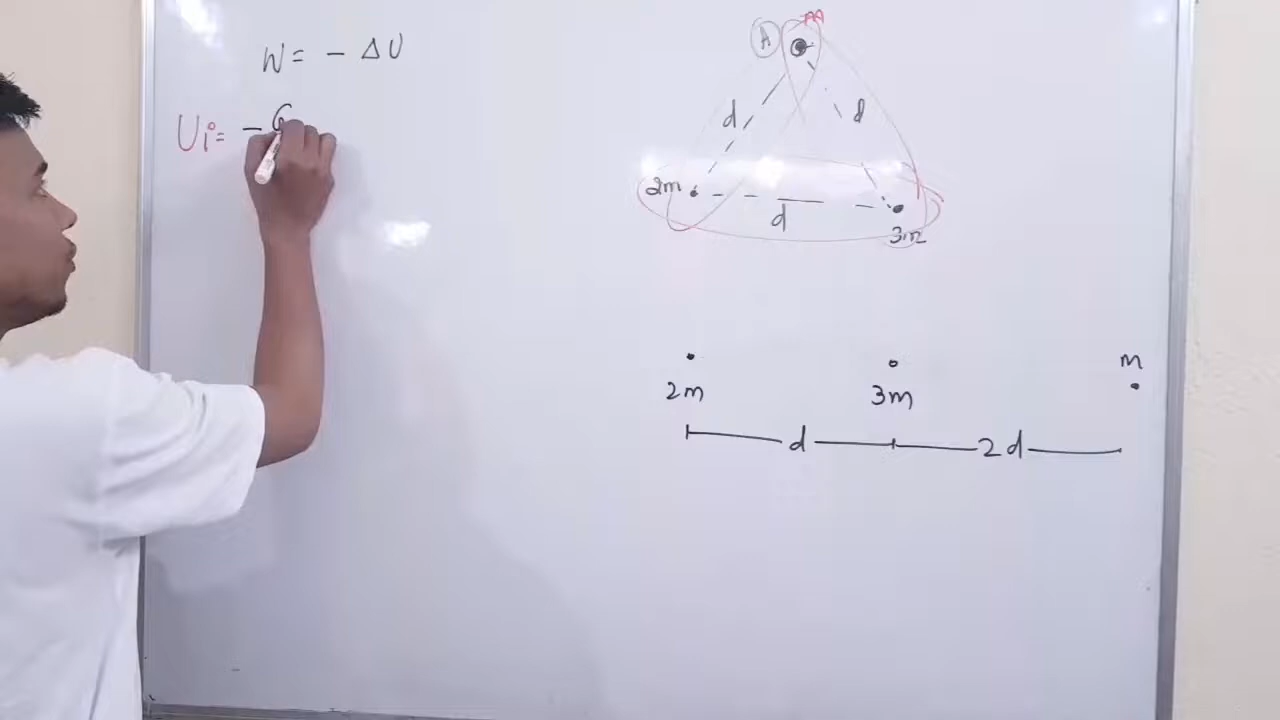 W = - ΔU
Ui = - G
A m
d d
2m d 3m
2m 3m m
d 2d